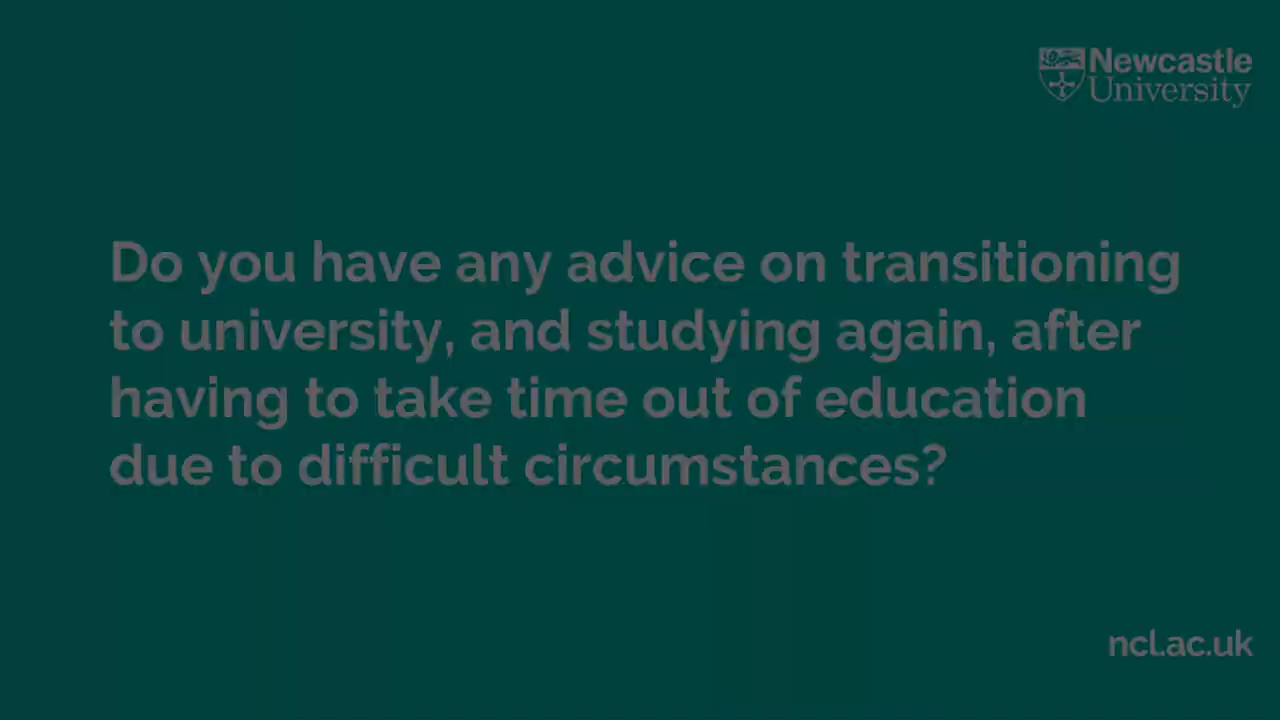 Newcastle
University
Do you have any advice on transitioning
to university, and studying again, after
having to take time out of education
due to difficult circumstances?
ncl.ac.uk